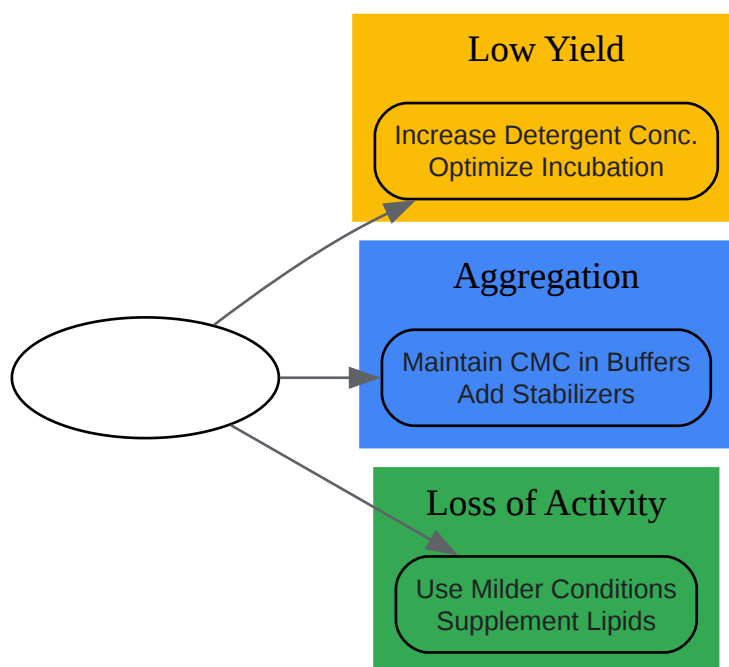 Low Yield
Increase Detergent Conc.
Optimize Incubation
Aggregation
Maintain CMC in Buffers
Add Stabilizers
Loss of Activity
Use Milder Conditions
Supplement Lipids